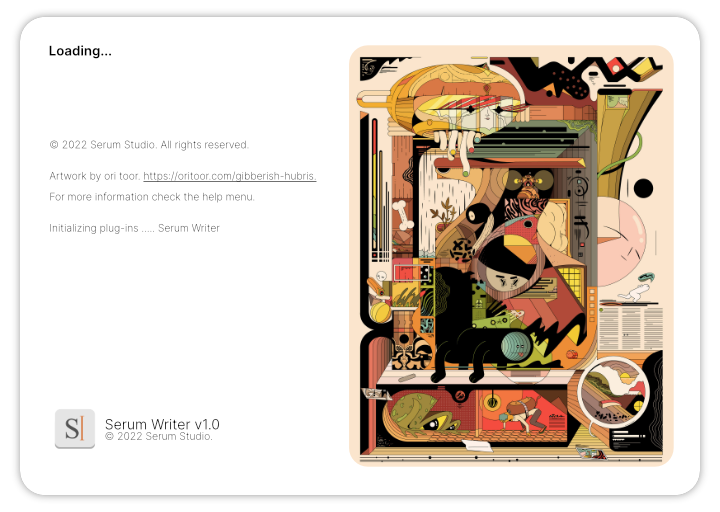 Loading...
© 2022 Serum Studio. All rights reserved.
Artwork by ori toor. https://oritoor.com/gibberish-hubris.
For more information check the help menu.
Initializing plug-ins ..... Serum Writer
S|
Serum Writer v1.0
© 2022 Serum Studio.